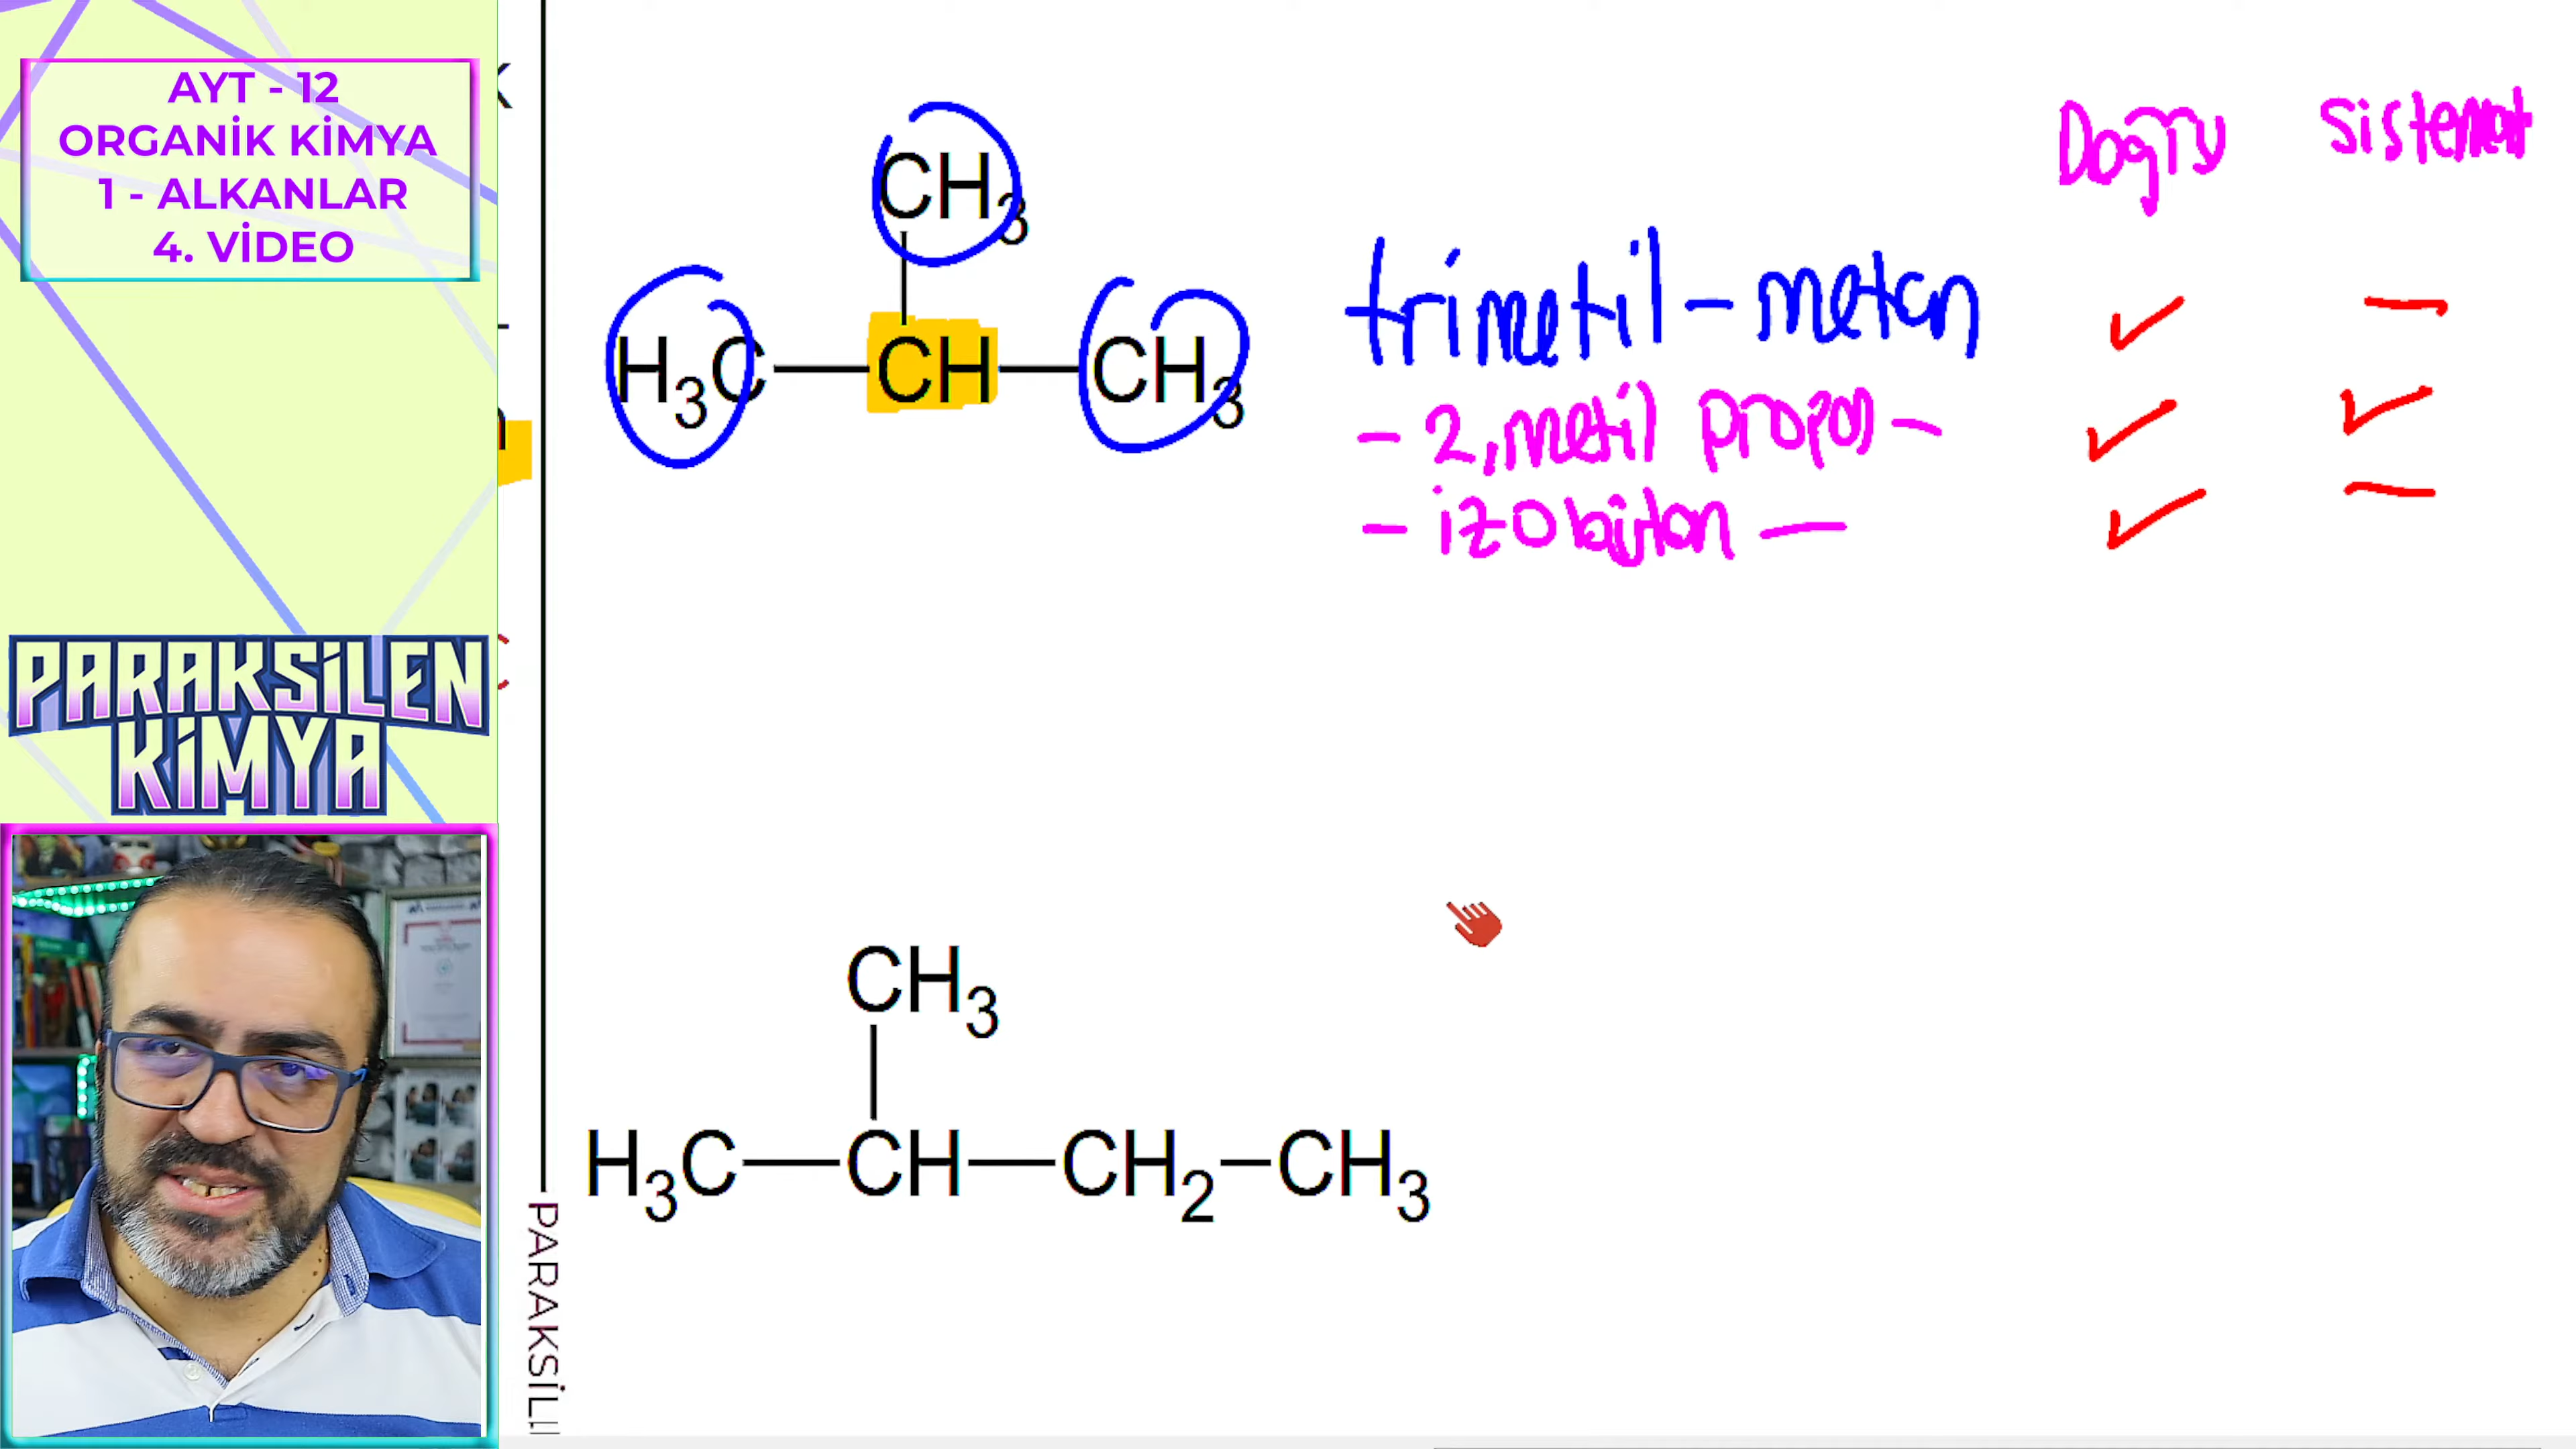 AYT - 12
ORGANİK KİMYA
1 - ALKANLAR
4. VİDEO
PARAKSİLEN
KİMYA
CH3
H3C CH CH3
Doğru sistemat
trimetil - metan
- 2, metil propan -
- izobütan -
CH3
H3C CH CH2 CH3
PARAKSİL